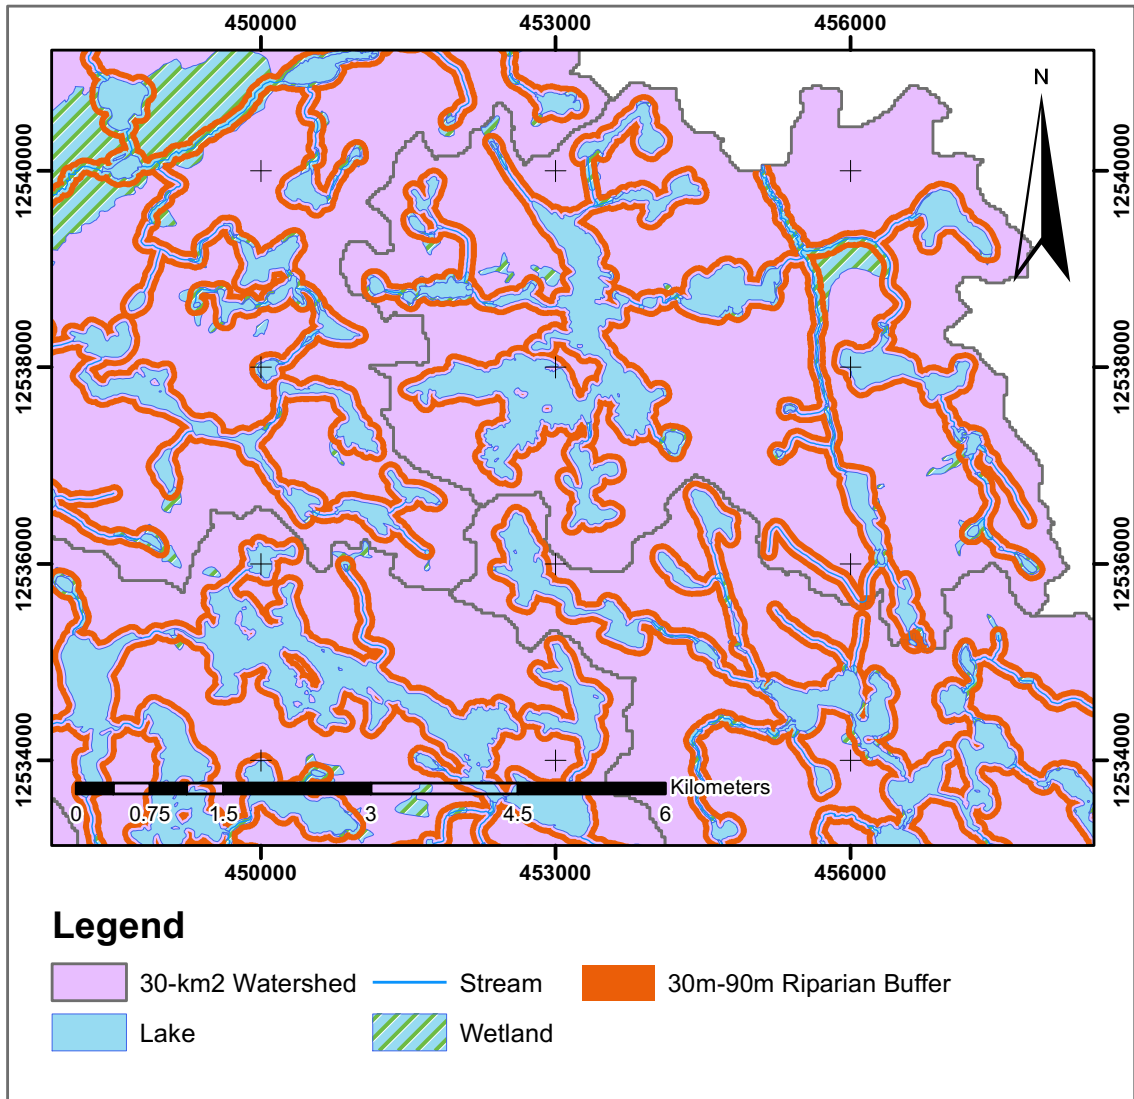 450000 453000 456000
N
12540000 12540000
12538000 12538000
12536000 12536000
12534000 12534000
Kilometers
0 0.75 1.5 3 4.5 6
450000 453000 456000
Legend
30-km2 Watershed Stream 30m-90m Riparian Buffer
Lake Wetland